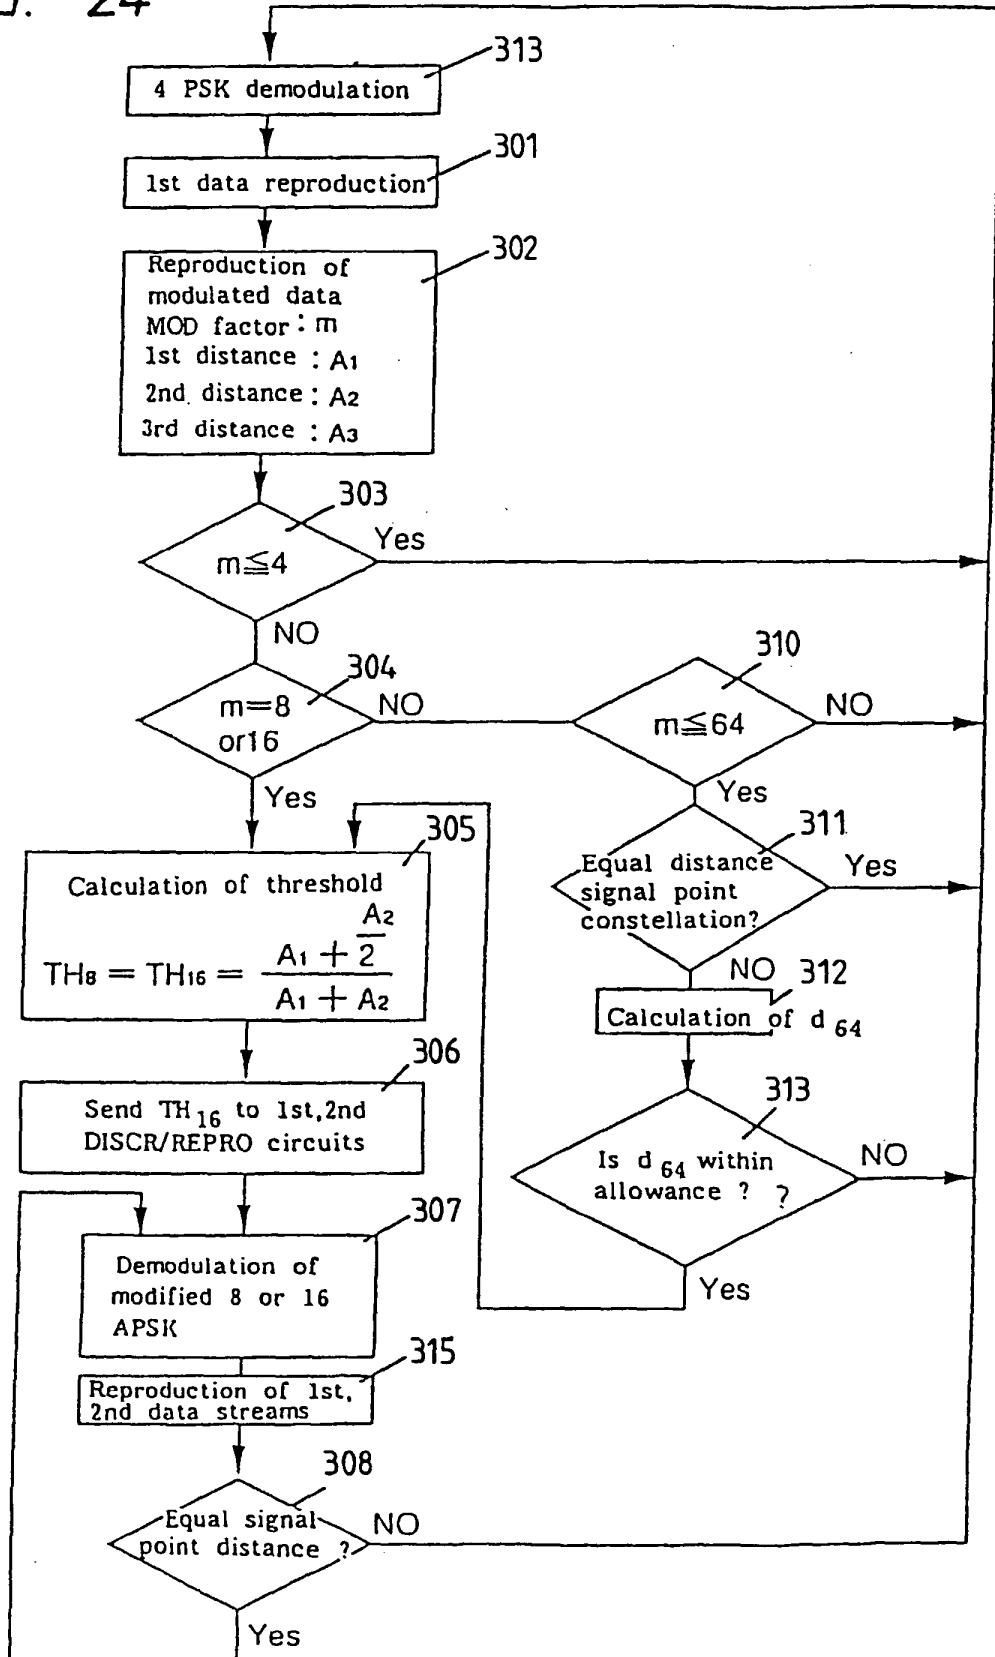 24
313
4 PSK demodulation
301
1st data reproduction
302
Reproduction of
modulated data
MOD factor : m
1st distance : A1
2nd. distance : A2
3rd distance : A3
303
m≦4
Yes
NO
304
m=8
or16
NO
Yes
310
m≦64
NO
Yes
311
Equal distance
signal point
constellation?
Yes
NO
312
Calculation of d 64
313
Is d 64 within
allowance ? ?
NO
Yes
305
Calculation of threshold
TH8 = TH16 = (A1 + A2/2) / (A1 + A2)
306
Send TH16 to 1st,2nd
DISCR/REPRO circuits
307
Demodulation of
modified 8 or 16
APSK
315
Reproduction of 1st,
2nd data streams
308
Equal signal
point distance ?
NO
Yes